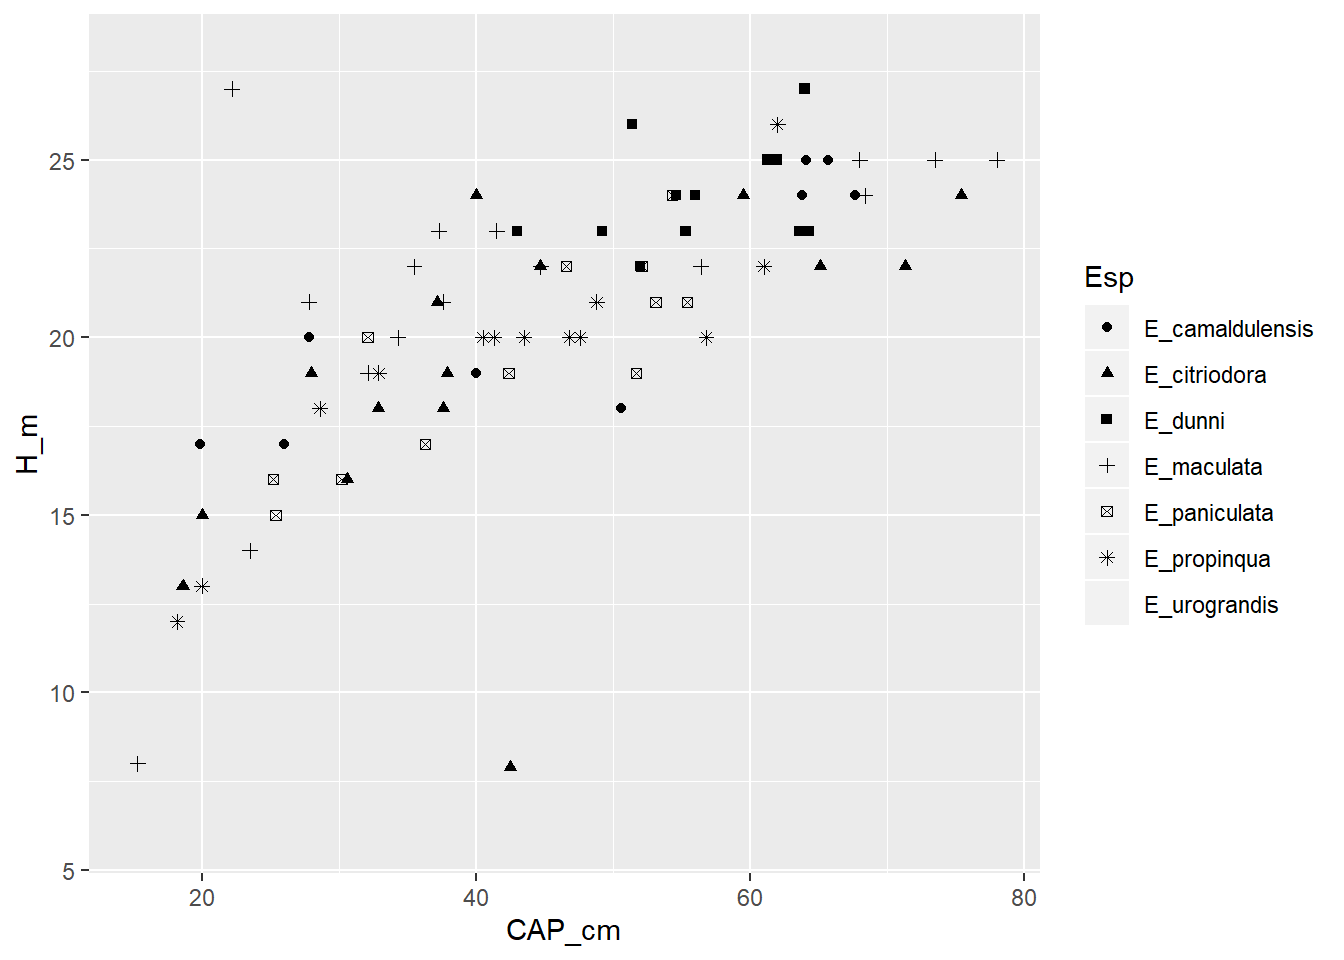 H_m
25
20
15
10
5
20 40 60 80
CAP_cm
Esp
E_camaldulensis
E_citriodora
E_dunni
E_maculata
E_paniculata
E_propinqua
E_urograndis